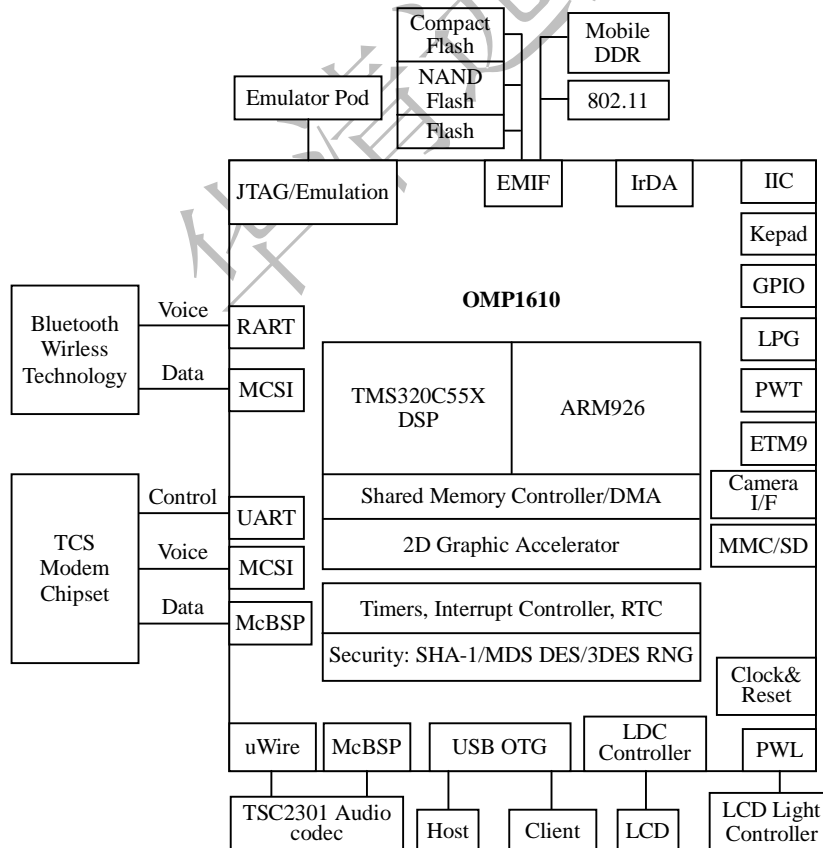 Compact
Flash
NAND
Flash
Flash
Mobile
DDR
802.11
Emulator Pod
JTAG/Emulation
EMIF
IrDA
IIC
Kepad
GPIO
LPG
PWT
ETM9
Camera
I/F
MMC/SD
Clock&
Reset
PWL
OMP1610
Bluetooth
Wirless
Technology
Voice
Data
RART
MCSI
TMS320C55X
DSP
ARM926
Shared Memory Controller/DMA
2D Graphic Accelerator
Timers, Interrupt Controller, RTC
Security: SHA-1/MDS DES/3DES RNG
TCS
Modem
Chipset
Control
Voice
Data
UART
MCSI
McBSP
uWire
McBSP
USB OTG
LDC
Controller
TSC2301 Audio
codec
Host
Client
LCD
LCD Light
Controller
华清远